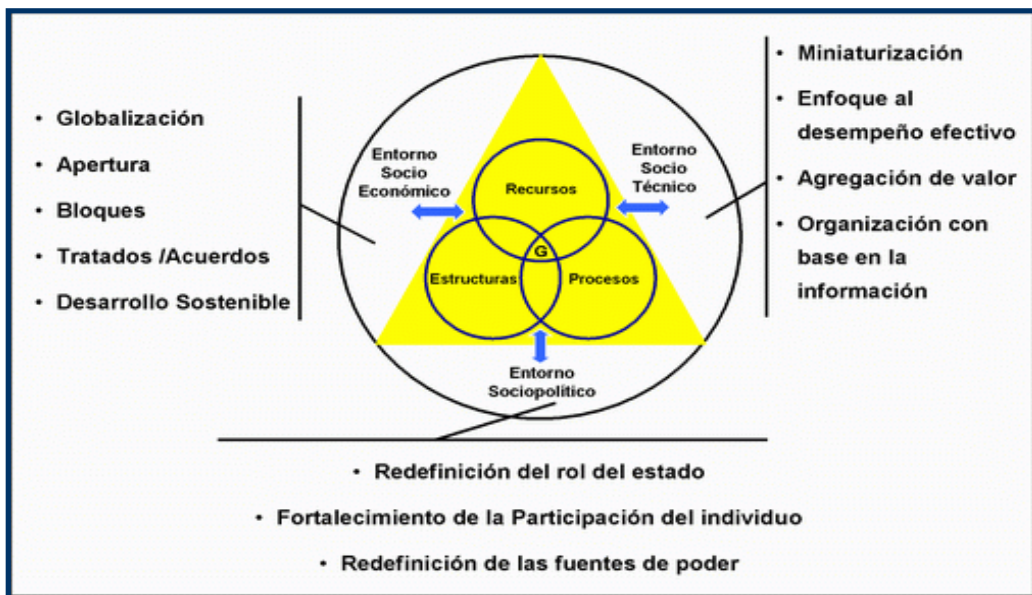 • Globalización
• Apertura
• Bloques
• Tratados /Acuerdos
• Desarrollo Sostenible
Entorno
Socio
Económico
Recursos
Entorno
Socio
Técnico
G
Estructuras
Procesos
Entorno
Sociopolítico
• Miniaturización
• Enfoque al
desempeño efectivo
• Agregación de valor
• Organización con
base en la
información
• Redefinición del rol del estado
• Fortalecimiento de la Participación del individuo
• Redefinición de las fuentes de poder